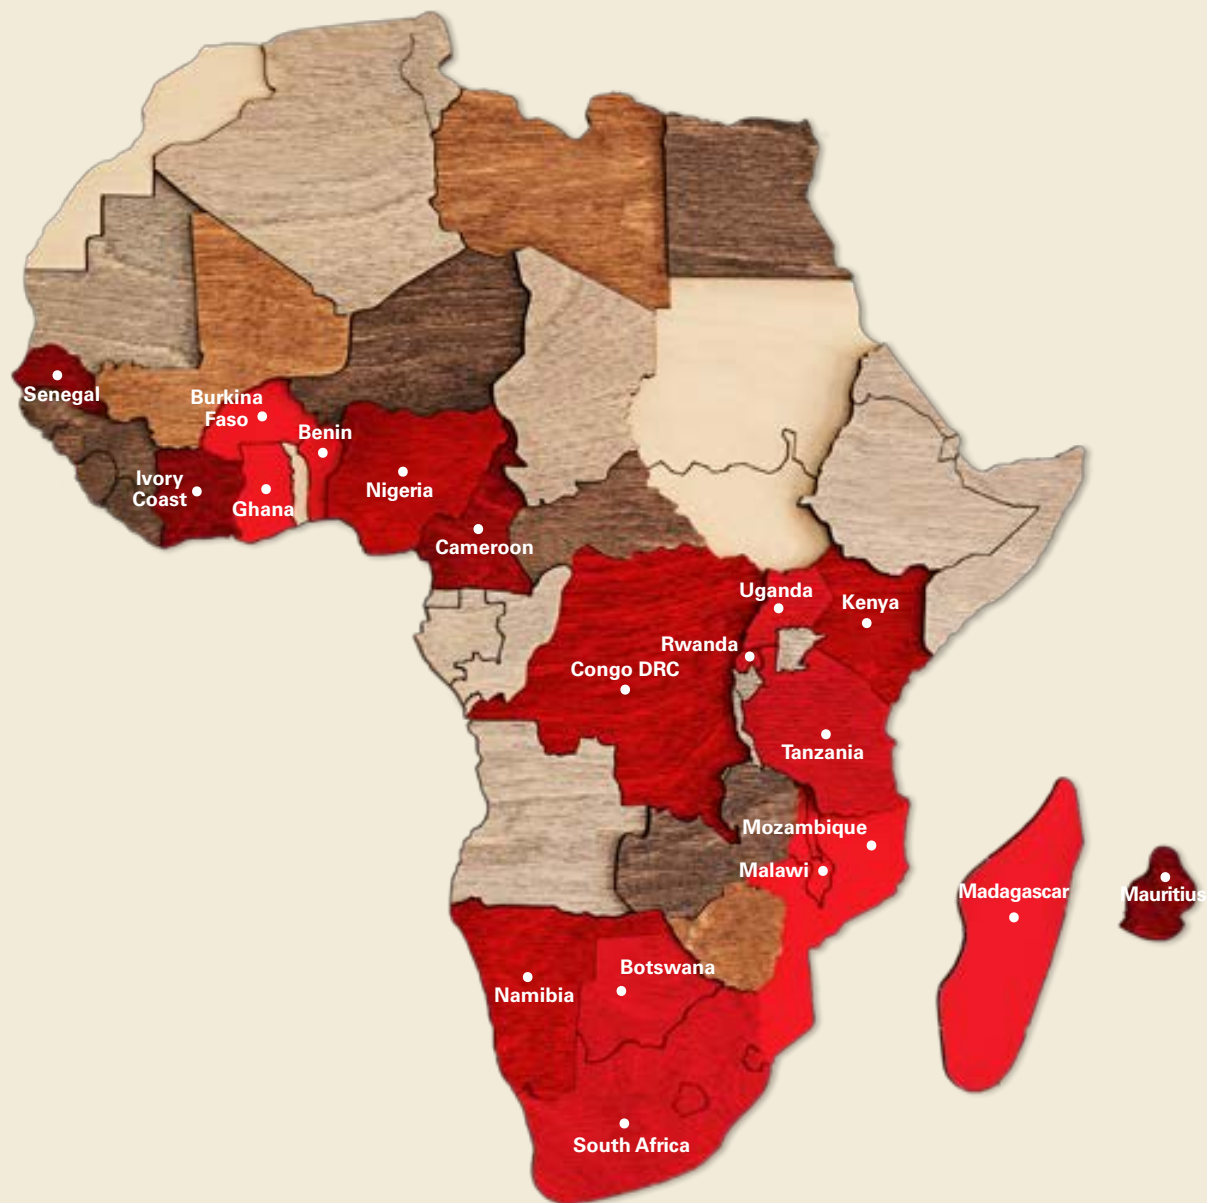 Senegal
Burkina
Faso
Benin
Ivory
Coast
Ghana
Nigeria
Cameroon
Uganda
Kenya
Rwanda
Congo DRC
Tanzania
Mozambique
Malawi
Madagascar
Mauritius
Botswana
Namibia
South Africa